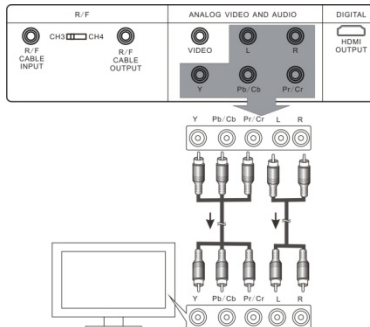 R/F
ANALOG VIDEO AND AUDIO
DIGITAL
CH3 CH4
R/F
CABLE
INPUT
R/F
CABLE
OUTPUT
VIDEO
L
R
HDMI
OUTPUT
Y
Pb/Cb
Pr/Cr
Y Pb/Cb Pr/Cr L R
Y Pb/Cb Pr/Cr L R